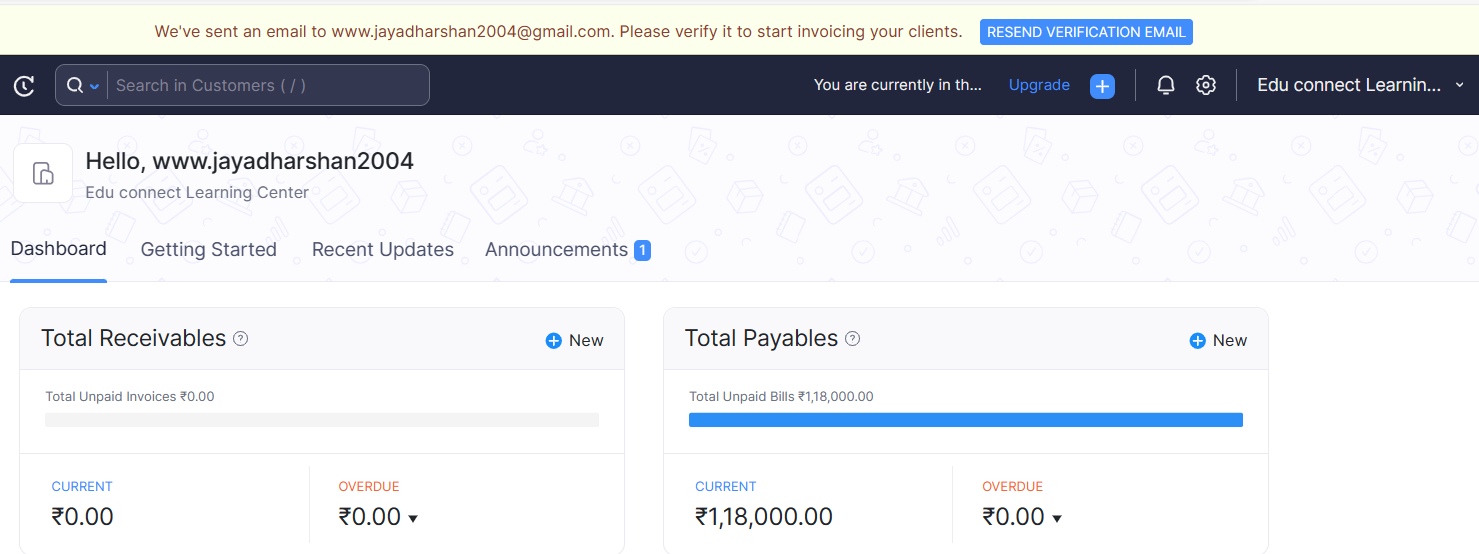 We've sent an email to www.jayadharshan2004@gmail.com. Please verify it to start invoicing your clients. RESEND VERIFICATION EMAIL
Search in Customers ( / ) You are currently in th... Upgrade Edu connect Learnin...
Hello, www.jayadharshan2004
Edu connect Learning Center
Dashboard Getting Started Recent Updates Announcements 1
Total Receivables ? New
Total Unpaid Invoices ₹0.00
CURRENT OVERDUE
₹0.00 ₹0.00
Total Payables ? New
Total Unpaid Bills ₹1,18,000.00
CURRENT OVERDUE
₹1,18,000.00 ₹0.00